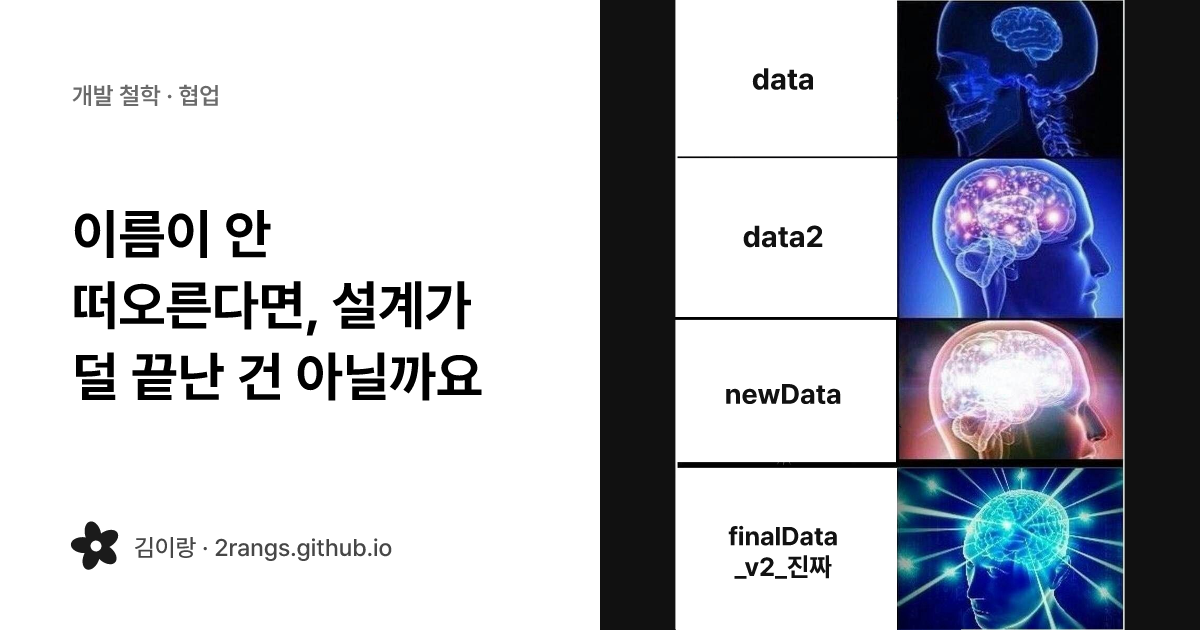 개발 철학 · 협업
이름이 안
떠오른다면, 설계가
덜 끝난 건 아닐까요
김이랑 · 2rangs.github.io
data
data2
newData
finalData
_v2_진짜